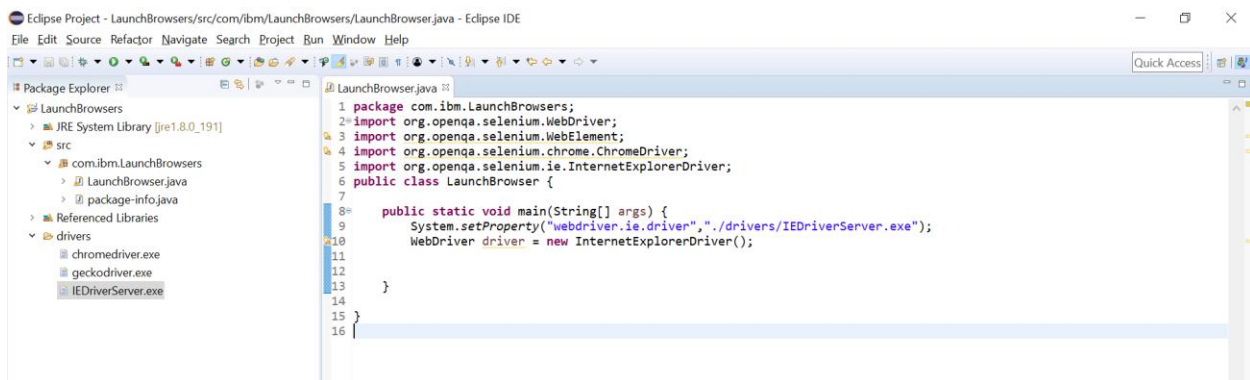 Eclipse Project - LaunchBrowsers/src/com/ibm/LaunchBrowsers/LaunchBrowser.java - Eclipse IDE
File Edit Source Refactor Navigate Search Project Run Window Help
Quick Access
Package Explorer
LaunchBrowsers
JRE System Library [jre1.8.0_191]
src
com.ibm.LaunchBrowsers
LaunchBrowser.java
package-info.java
Referenced Libraries
drivers
chromedriver.exe
geckodriver.exe
IEDriverServer.exe
LaunchBrowser.java
1 package com.ibm.LaunchBrowsers;
2 import org.openqa.selenium.WebDriver;
3 import org.openqa.selenium.WebElement;
4 import org.openqa.selenium.chrome.ChromeDriver;
5 import org.openqa.selenium.ie.InternetExplorerDriver;
6 public class LaunchBrowser {
7
8 public static void main(String[] args) {
9 System.setProperty("webdriver.ie.driver","./drivers/IEDriverServer.exe");
10 WebDriver driver = new InternetExplorerDriver();
11
12
13 }
14
15 }
16